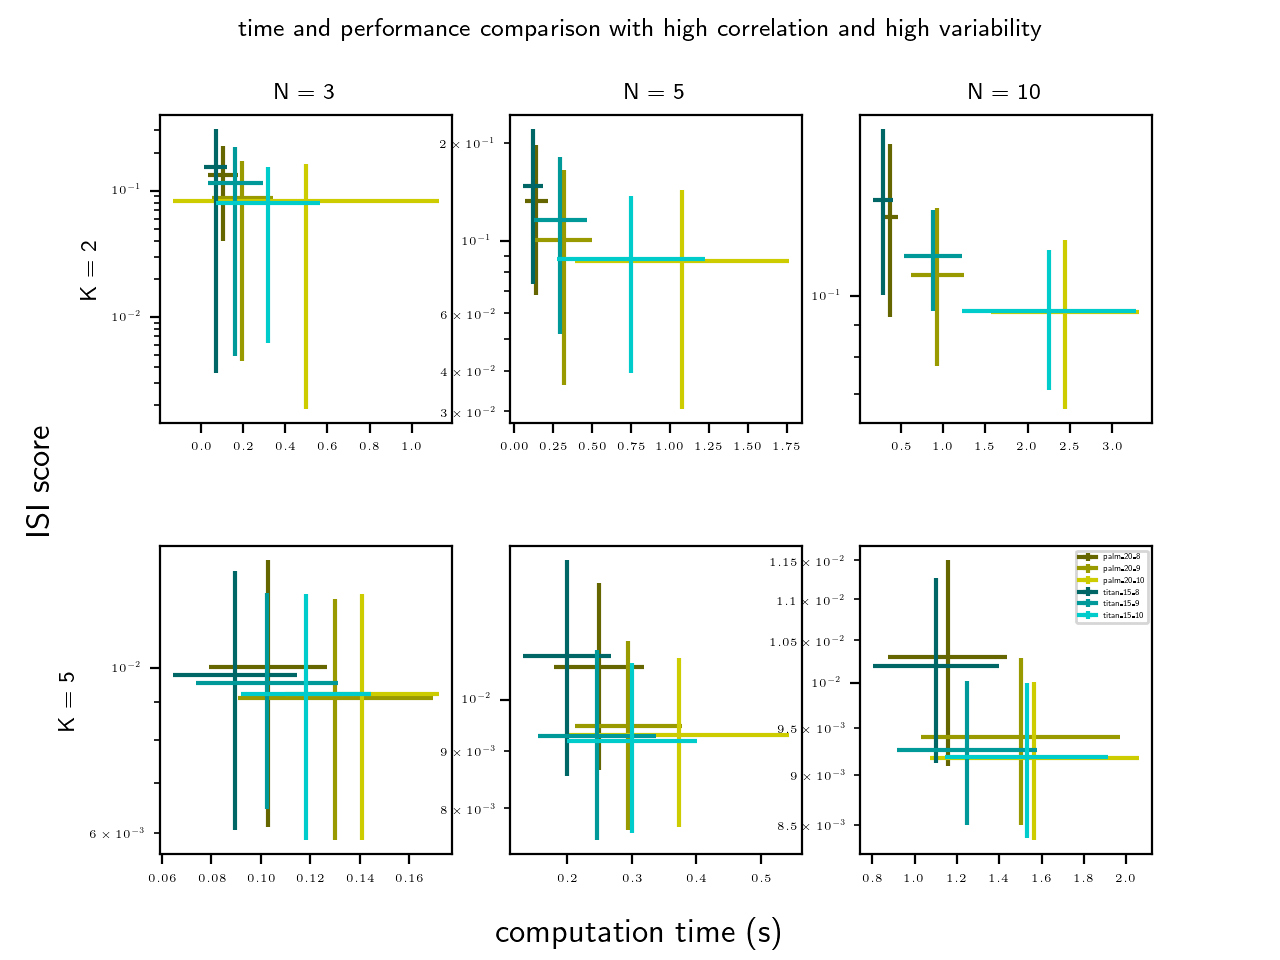 time and performance comparison with high correlation and high variability
N = 3
N = 5
N = 10
K = 2
10⁻¹
10⁻²
0.0 0.2 0.4 0.6 0.8 1.0
2 × 10⁻¹
10⁻¹
6 × 10⁻²
4 × 10⁻²
3 × 10⁻²
0.00 0.25 0.50 0.75 1.00 1.25 1.50 1.75
10⁻¹
0.5 1.0 1.5 2.0 2.5 3.0
ISI score
K = 5
10⁻²
6 × 10⁻³
0.06 0.08 0.10 0.12 0.14 0.16
10⁻²
9 × 10⁻³
8 × 10⁻³
0.2 0.3 0.4 0.5
1.15 × 10⁻²
1.1 × 10⁻²
1.05 × 10⁻²
10⁻²
9.5 × 10⁻³
9 × 10⁻³
8.5 × 10⁻³
0.8 1.0 1.2 1.4 1.6 1.8 2.0
palm_20_8
palm_20_9
palm_20_10
titan_15_8
titan_15_9
titan_15_10
computation time (s)